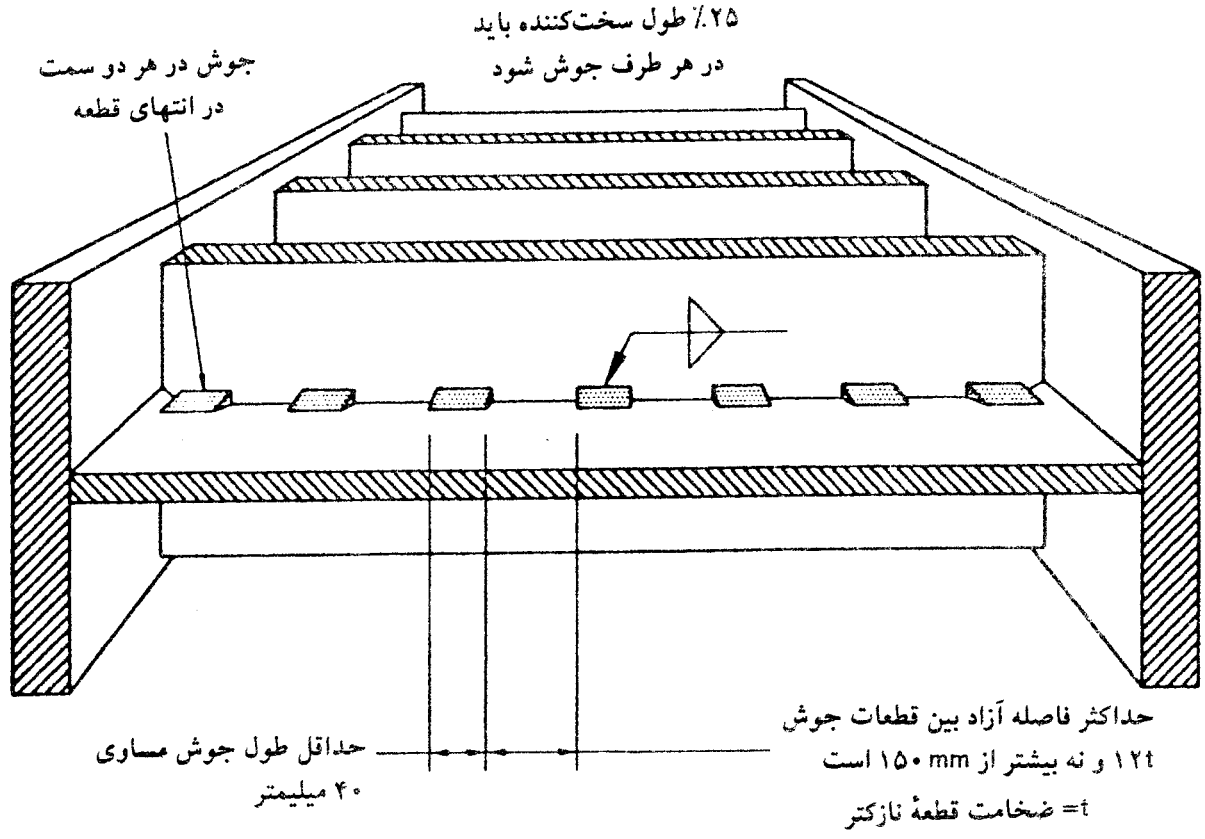 ۲۵٪ طول سخت‌کننده باید
در هر طرف جوش شود
جوش در هر دو سمت
در انتهای قطعه
حداکثر فاصله آزاد بین قطعات جوش
۱۲t و نه بیشتر از ۱۵۰ mm است
t= ضخامت قطعهٔ نازکتر
حداقل طول جوش مساوی
۴۰ میلیمتر